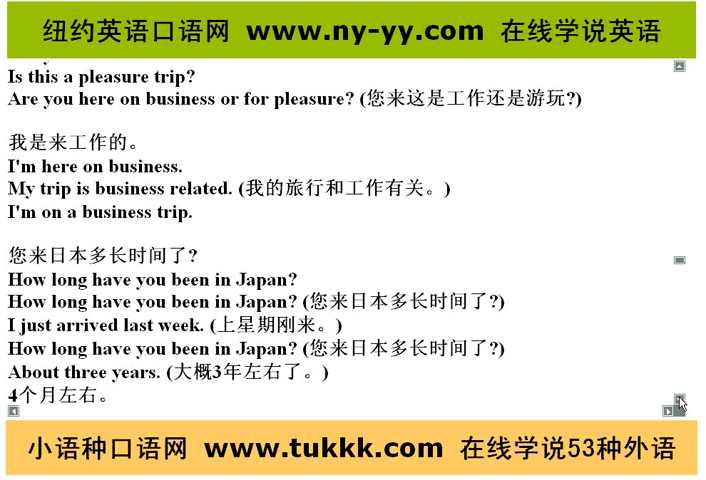 纽约英语口语网 www.ny-yy.com 在线学说英语
Is this a pleasure trip?
Are you here on business or for pleasure? (您来这是工作还是游玩?)
我是来工作的。
I'm here on business.
My trip is business related. (我的旅行和工作有关。)
I'm on a business trip.
您来日本多长时间了?
How long have you been in Japan?
How long have you been in Japan? (您来日本多长时间了?)
I just arrived last week. (上星期刚来。)
How long have you been in Japan? (您来日本多长时间了?)
About three years. (大概3年左右了。)
4个月左右。
小语种口语网 www.tukkk.com 在线学说53种外语